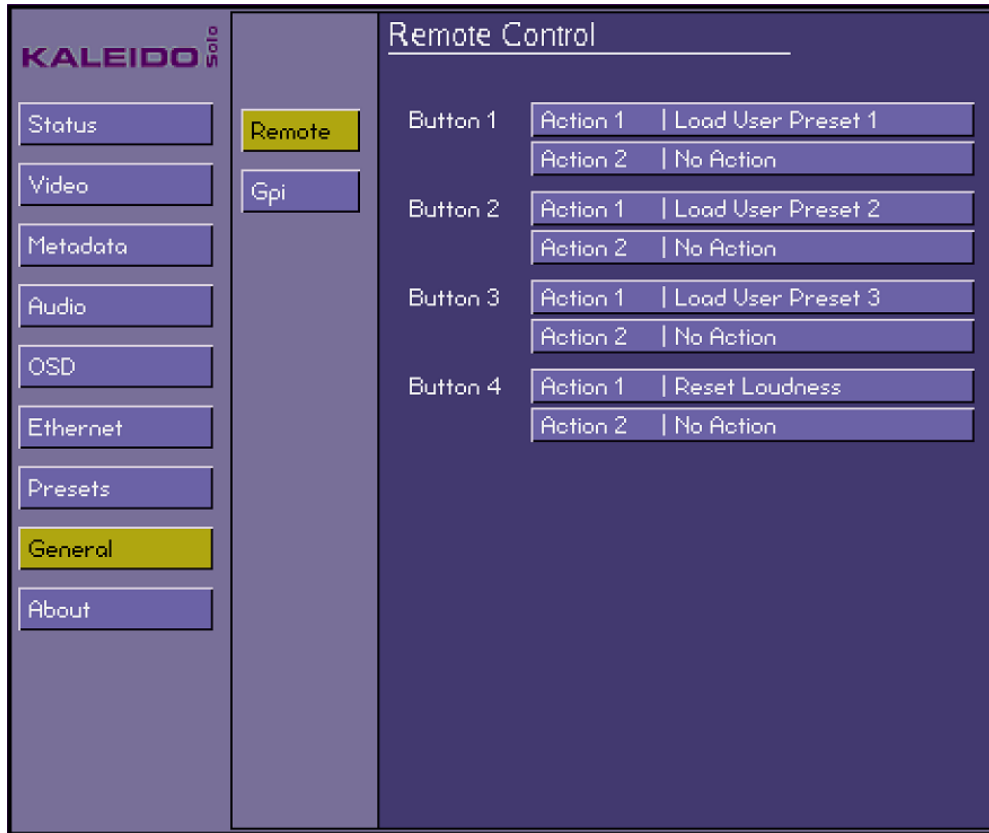 KALEIDO Solo
Status
Video
Metadata
Audio
OSD
Ethernet
Presets
General
About
Remote
Gpi
Remote Control
Button 1 Action 1 | Load User Preset 1
Action 2 | No Action
Button 2 Action 1 | Load User Preset 2
Action 2 | No Action
Button 3 Action 1 | Load User Preset 3
Action 2 | No Action
Button 4 Action 1 | Reset Loudness
Action 2 | No Action